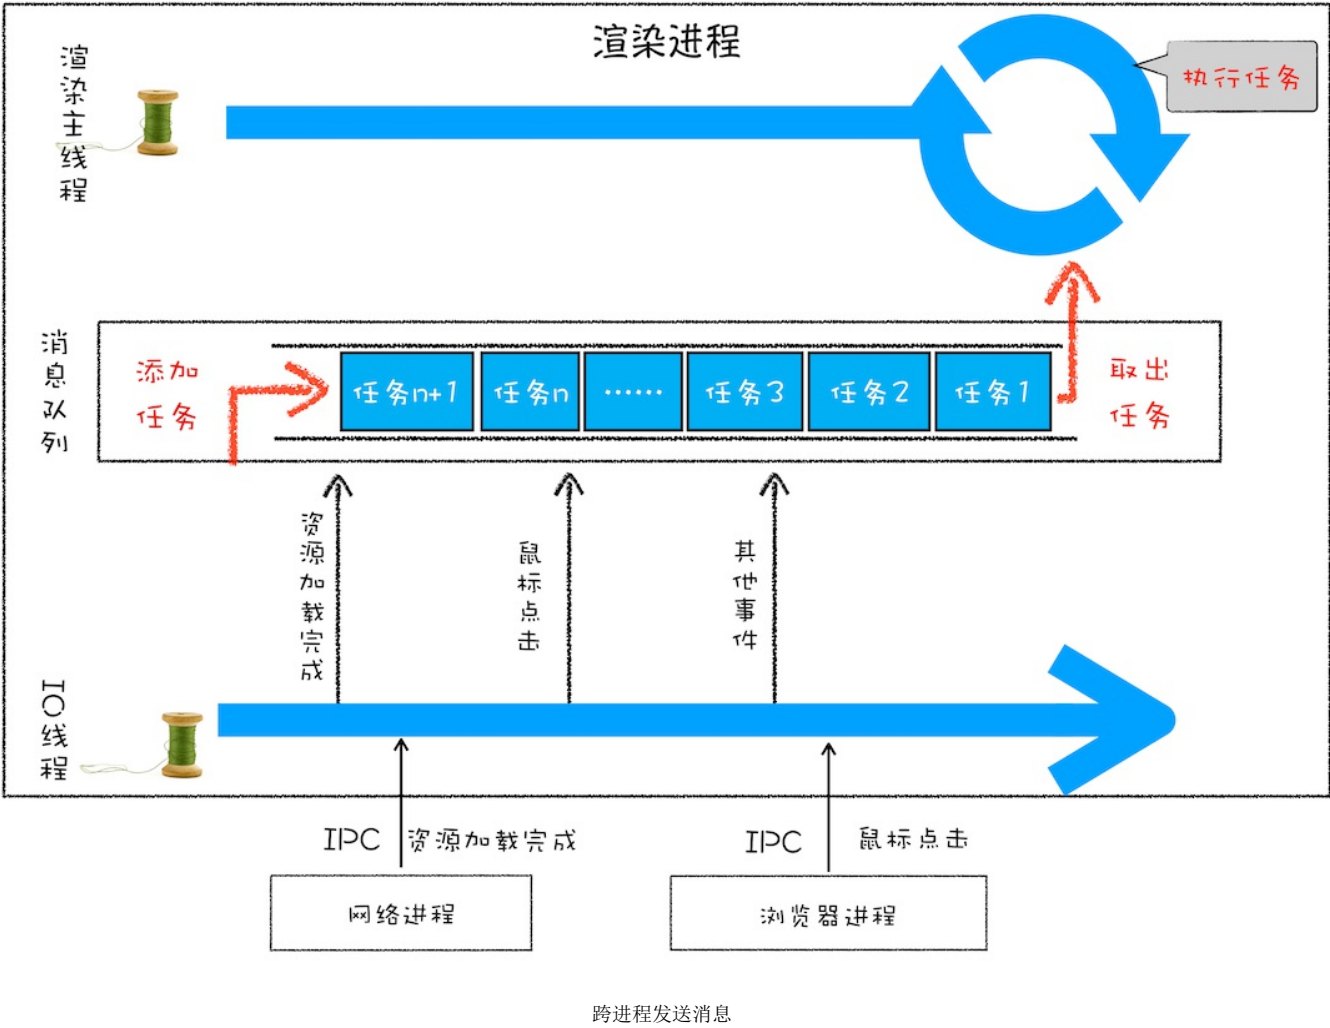 渲染进程
渲染主线程
执行任务
消息队列
添加
任务
任务n+1
任务n
......
任务3
任务2
任务1
取出
任务
资源加载完成
鼠标点击
其他事件
IO线程
IPC
资源加载完成
IPC
鼠标点击
网络进程
浏览器进程
跨进程发送消息